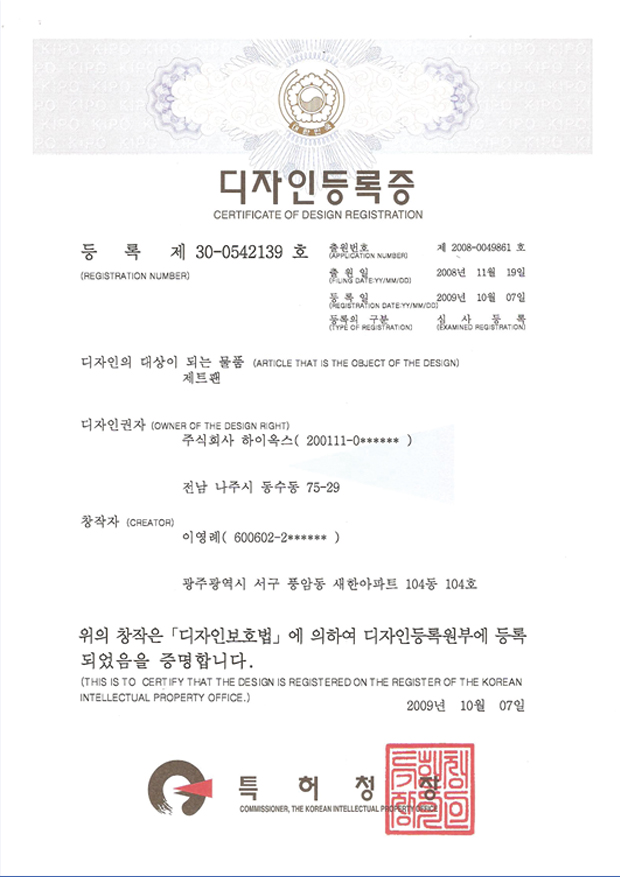 대한민국
디자인등록증
CERTIFICATE OF DESIGN REGISTRATION
등 록 제 30-0542139 호
(REGISTRATION NUMBER)
출원번호 제 2008-0049861 호
(APPLICATION NUMBER)
출 원 일 2008년 11월 19일
(FILING DATE:YY/MM/DD)
등 록 일 2009년 10월 07일
(REGISTRATION DATE:YY/MM/DD)
등록의 구분 심 사 등 록
(TYPE OF REGISTRATION) (EXAMINED REGISTRATION)
디자인의 대상이 되는 물품 (ARTICLE THAT IS THE OBJECT OF THE DESIGN)
제트팬
디자인권자 (OWNER OF THE DESIGN RIGHT)
주식회사 하이옥스( 200111-0****** )
전남 나주시 동수동 75-29
창작자 (CREATOR)
이영례( 600602-2****** )
광주광역시 서구 풍암동 새한아파트 104동 104호
위의 창작은 「디자인보호법」에 의하여 디자인등록원부에 등록
되었음을 증명합니다.
(THIS IS TO CERTIFY THAT THE DESIGN IS REGISTERED ON THE REGISTER OF THE KOREAN
INTELLECTUAL PROPERTY OFFICE.)
2009년 10월 07일
특 허 청 장
COMMISSIONER, THE KOREAN INTELLECTUAL PROPERTY OFFICE